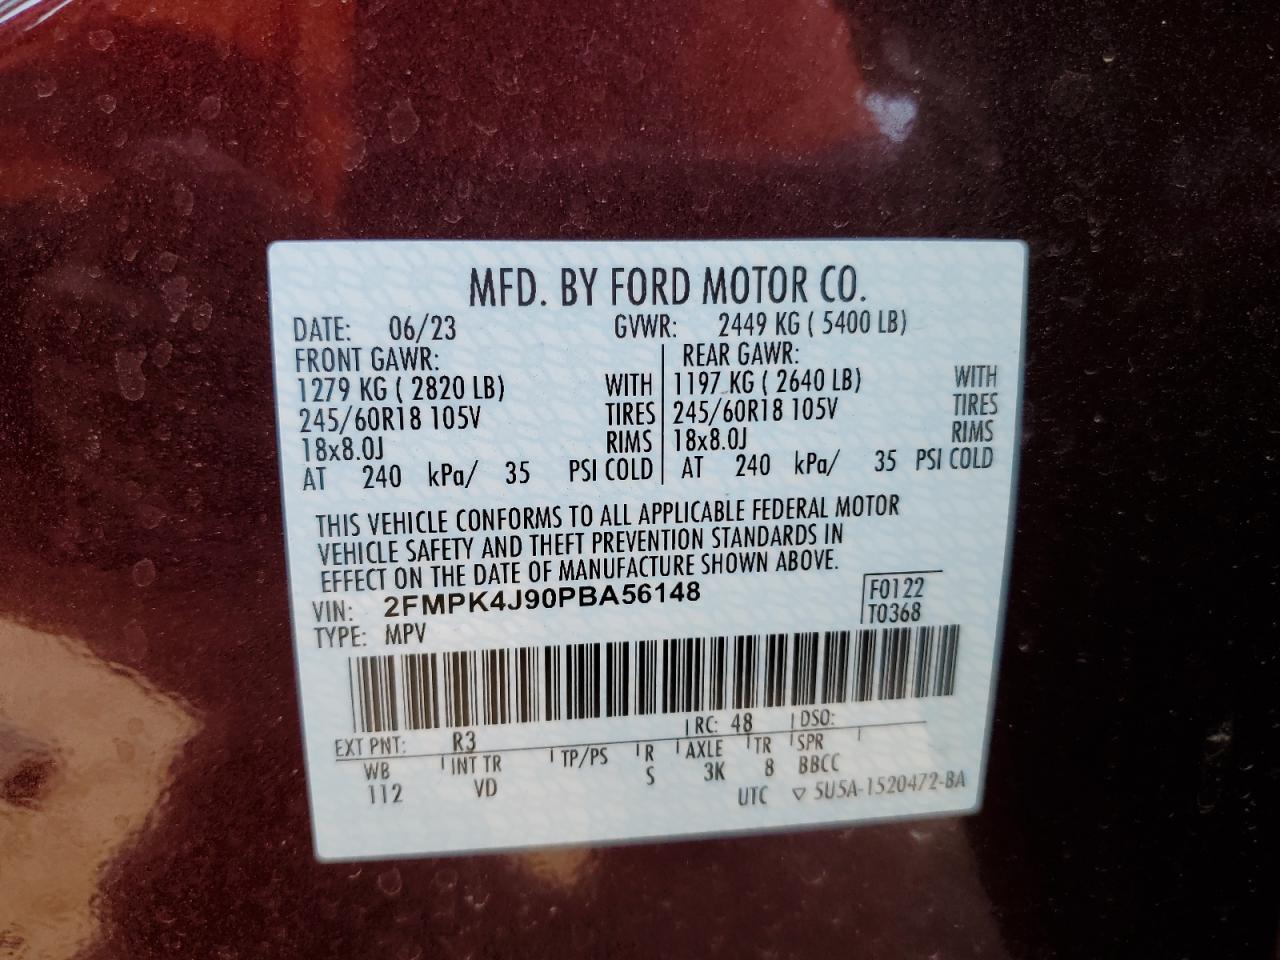 MFD. BY FORD MOTOR CO.
DATE: 06/23 GVWR: 2449 KG ( 5400 LB)
FRONT GAWR: REAR GAWR:
1279 KG ( 2820 LB) WITH 1197 KG ( 2640 LB) WITH
245/60R18 105V TIRES 245/60R18 105V TIRES
18x8.0J RIMS 18x8.0J RIMS
AT 240 kPa/ 35 PSI COLD AT 240 kPa/ 35 PSI COLD
THIS VEHICLE CONFORMS TO ALL APPLICABLE FEDERAL MOTOR
VEHICLE SAFETY AND THEFT PREVENTION STANDARDS IN
EFFECT ON THE DATE OF MANUFACTURE SHOWN ABOVE.
VIN: 2FMPK4J90PBA56148 F0122
TYPE: MPV T0368
EXT PNT: R3 RC: 48 DSO:
WB INT TR TP/PS R AXLE TR SPR
112 VD S 3K 8 BBCC
UTC ▽ 5U5A-1520472-BA